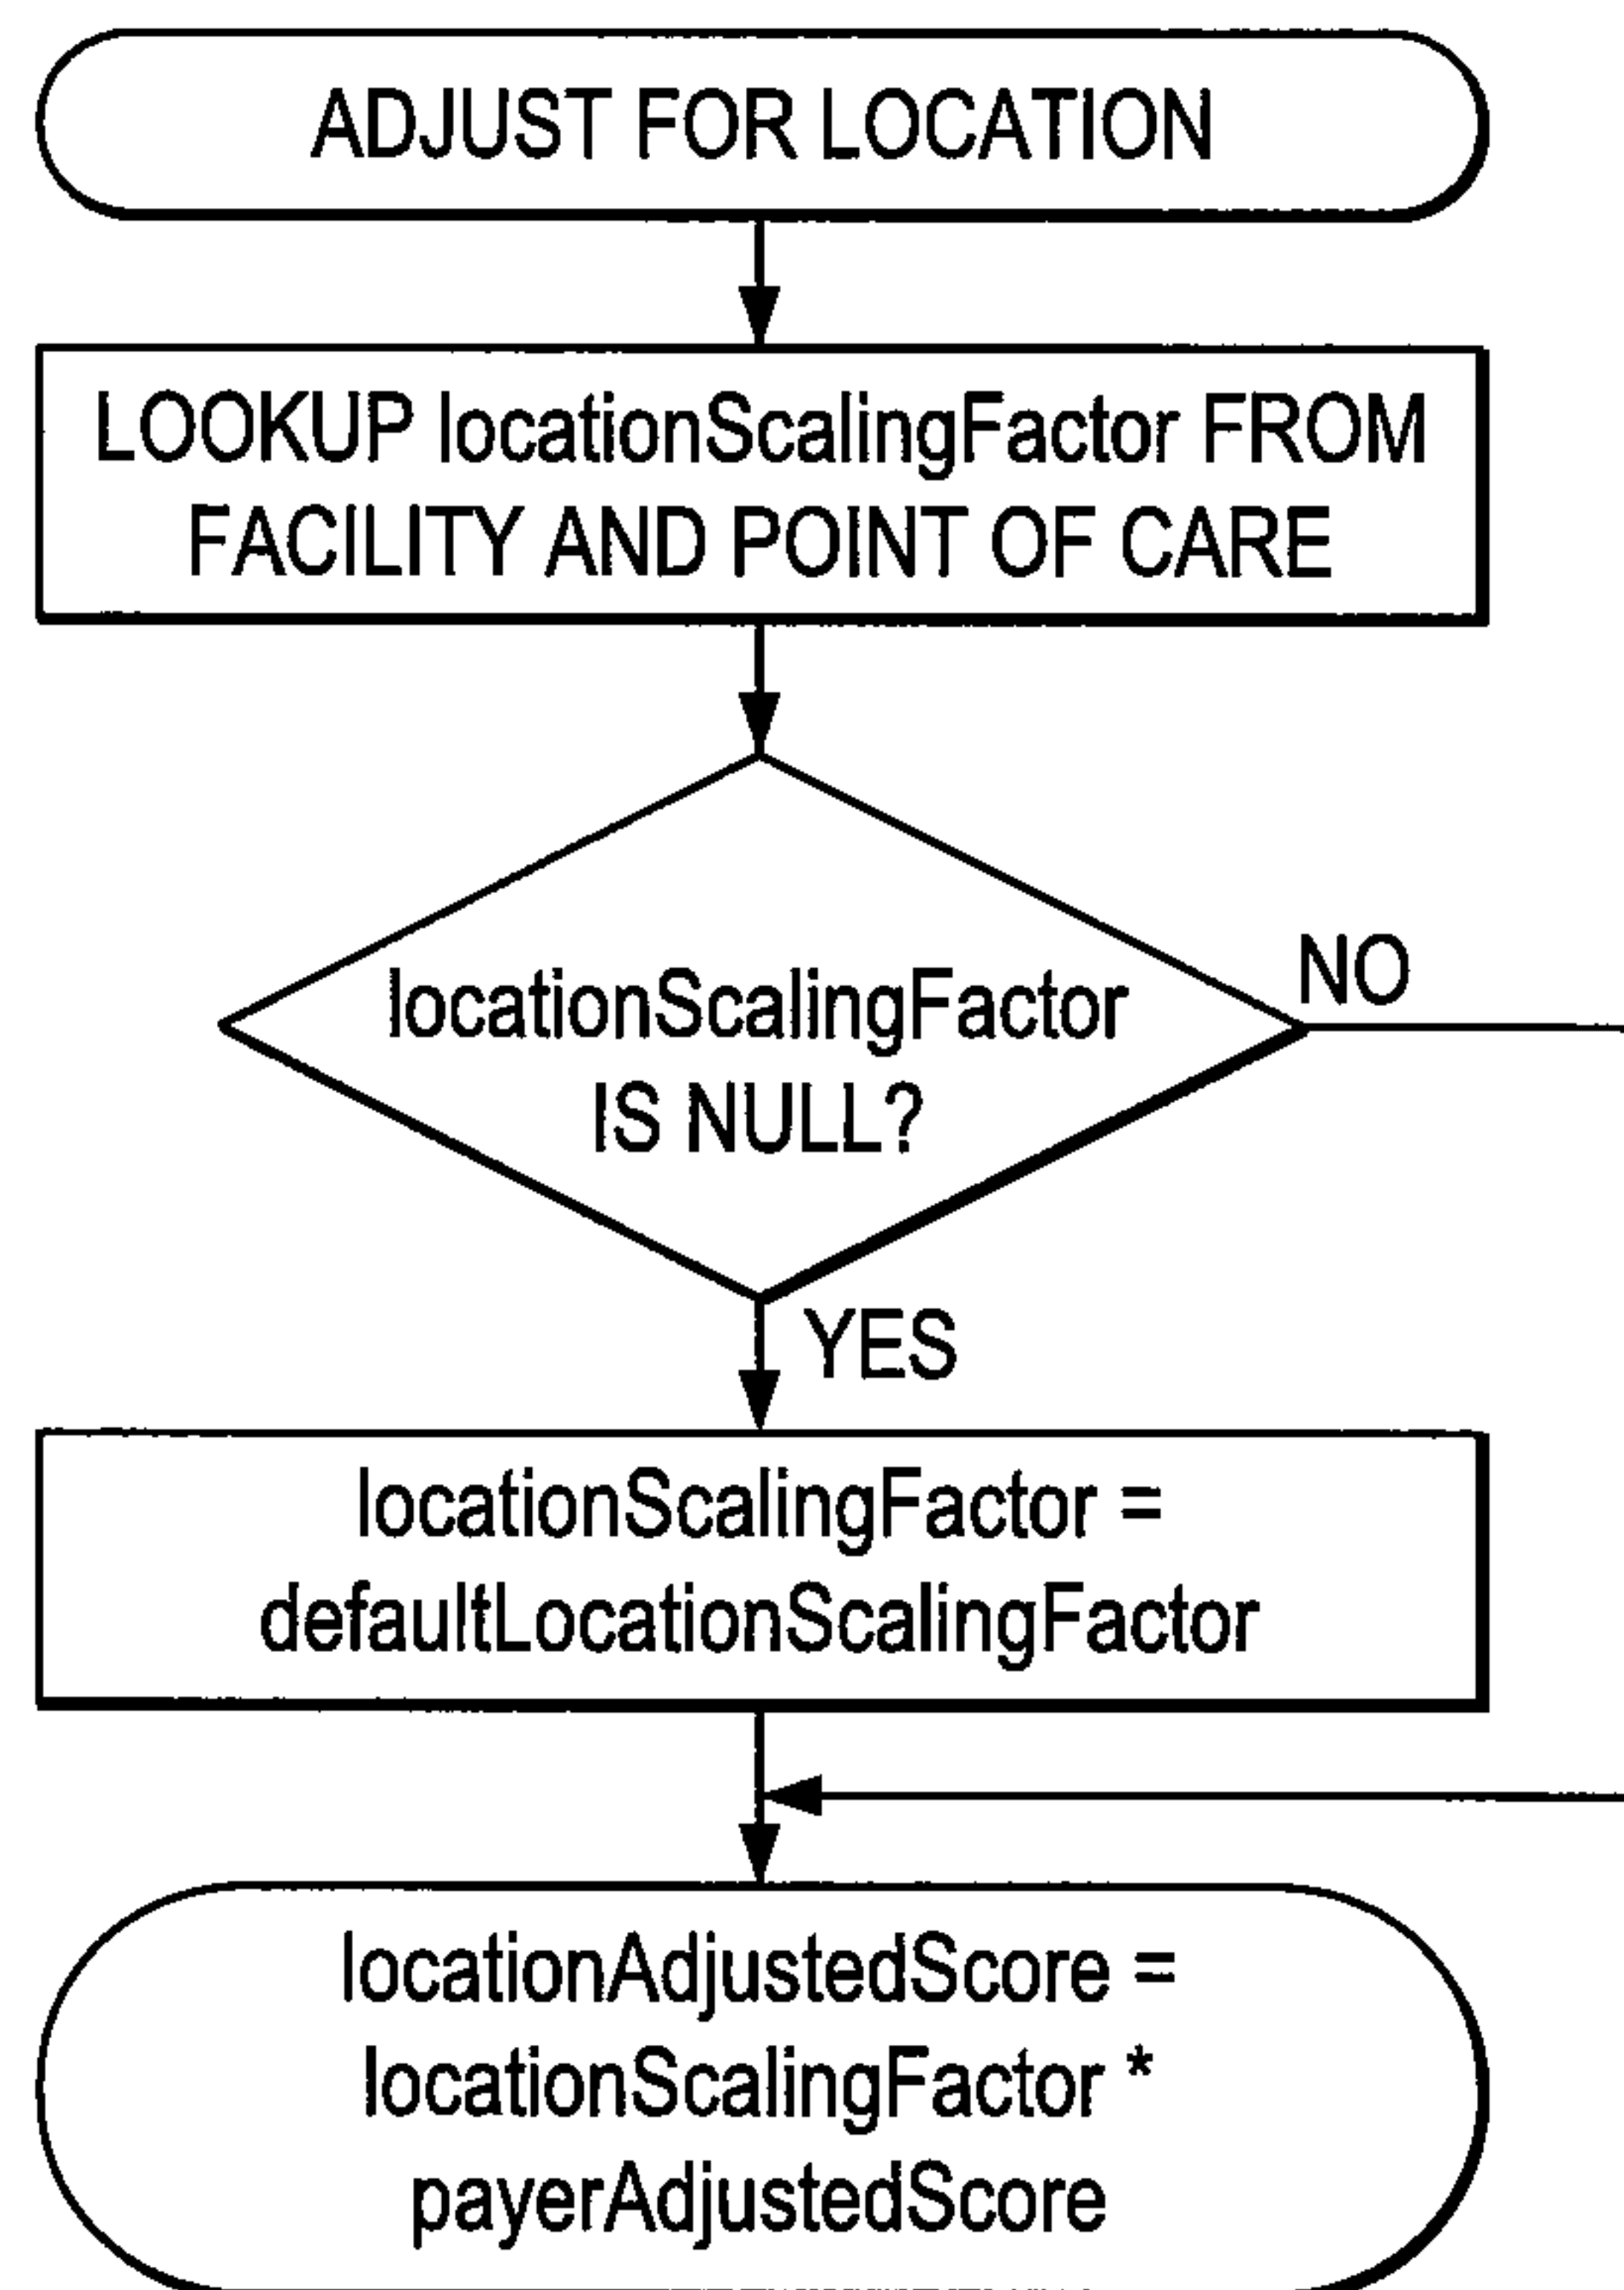 ADJUST FOR LOCATION
LOOKUP locationScalingFactor FROM
FACILITY AND POINT OF CARE
locationScalingFactor
IS NULL?
NO
YES
locationScalingFactor =
defaultLocationScalingFactor
locationAdjustedScore =
locationScalingFactor *
payerAdjustedScore